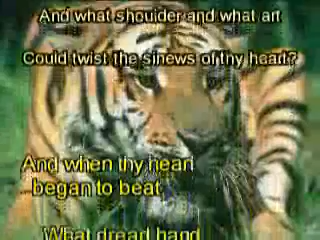 And what shoulder and what art
Could twist the sinews of thy heart?
And when thy heart
began to beat
What dread hand